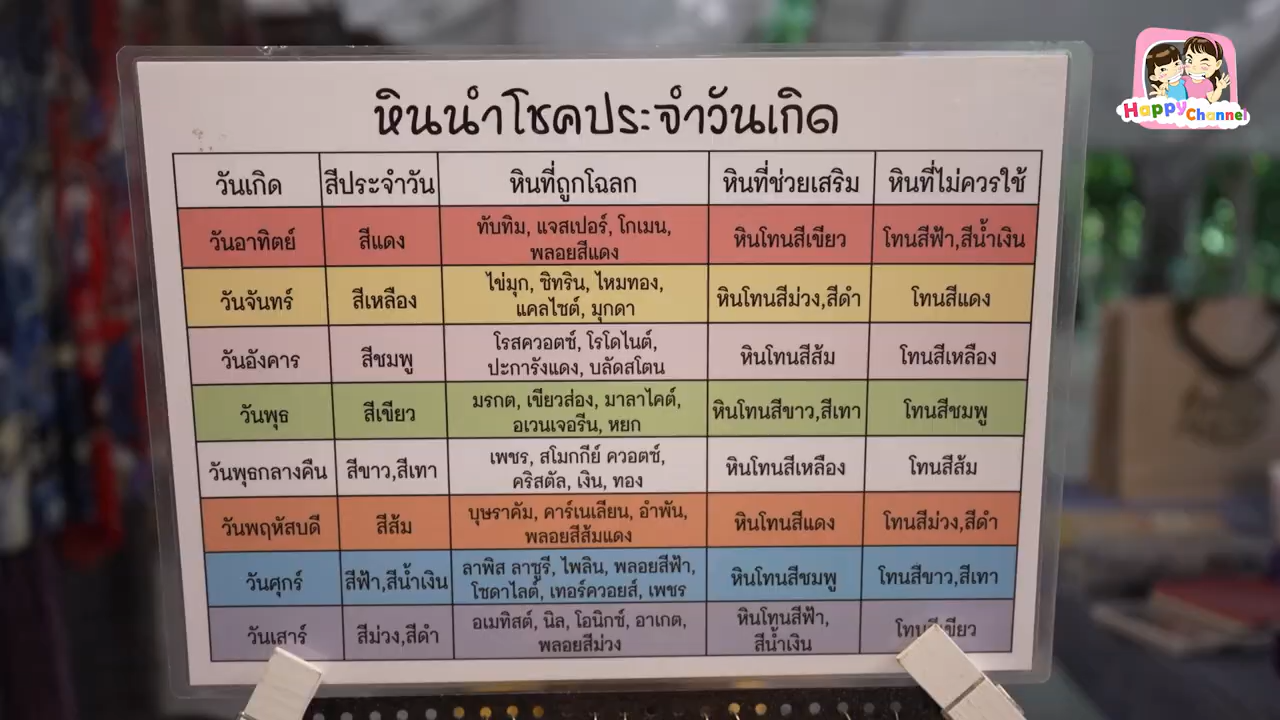 Happy Channel
หินนำโชคประจำวันเกิด
วันเกิด สีประจำวัน หินที่ถูกโฉลก หินที่ช่วยเสริม หินที่ไม่ควรใช้
วันอาทิตย์ สีแดง ทับทิม, แจสเปอร์, โกเมน, พลอยสีแดง หินโทนสีเขียว โทนสีฟ้า,สีน้ำเงิน
วันจันทร์ สีเหลือง ไข่มุก, ซิทริน, ไหมทอง, แคลไซต์, มุกดา หินโทนสีม่วง,สีดำ โทนสีแดง
วันอังคาร สีชมพู โรสควอตซ์, โรโดไนต์, ปะการังแดง, บลัดสโตน หินโทนสีส้ม โทนสีเหลือง
วันพุธ สีเขียว มรกต, เขียวส่อง, มาลาไคต์, อเวนเจอรีน, หยก หินโทนสีขาว,สีเทา โทนสีชมพู
วันพุธกลางคืน สีขาว,สีเทา เพชร, สโมกกีย์ ควอตซ์, คริสตัล, เงิน, ทอง หินโทนสีเหลือง โทนสีส้ม
วันพฤหัสบดี สีส้ม บุษราคัม, คาร์เนเลียน, อำพัน, พลอยสีส้มแดง หินโทนสีแดง โทนสีม่วง,สีดำ
วันศุกร์ สีฟ้า,สีน้ำเงิน ลาพิส ลาซูรี, ไพลิน, พลอยสีฟ้า, โซดาไลต์, เทอร์ควอยส์, เพชร หินโทนสีชมพู โทนสีขาว,สีเทา
วันเสาร์ สีม่วง,สีดำ อเมทิสต์, นิล, โอนิกซ์, อาเกต, พลอยสีม่วง หินโทนสีฟ้า, สีน้ำเงิน โทนสีเขียว